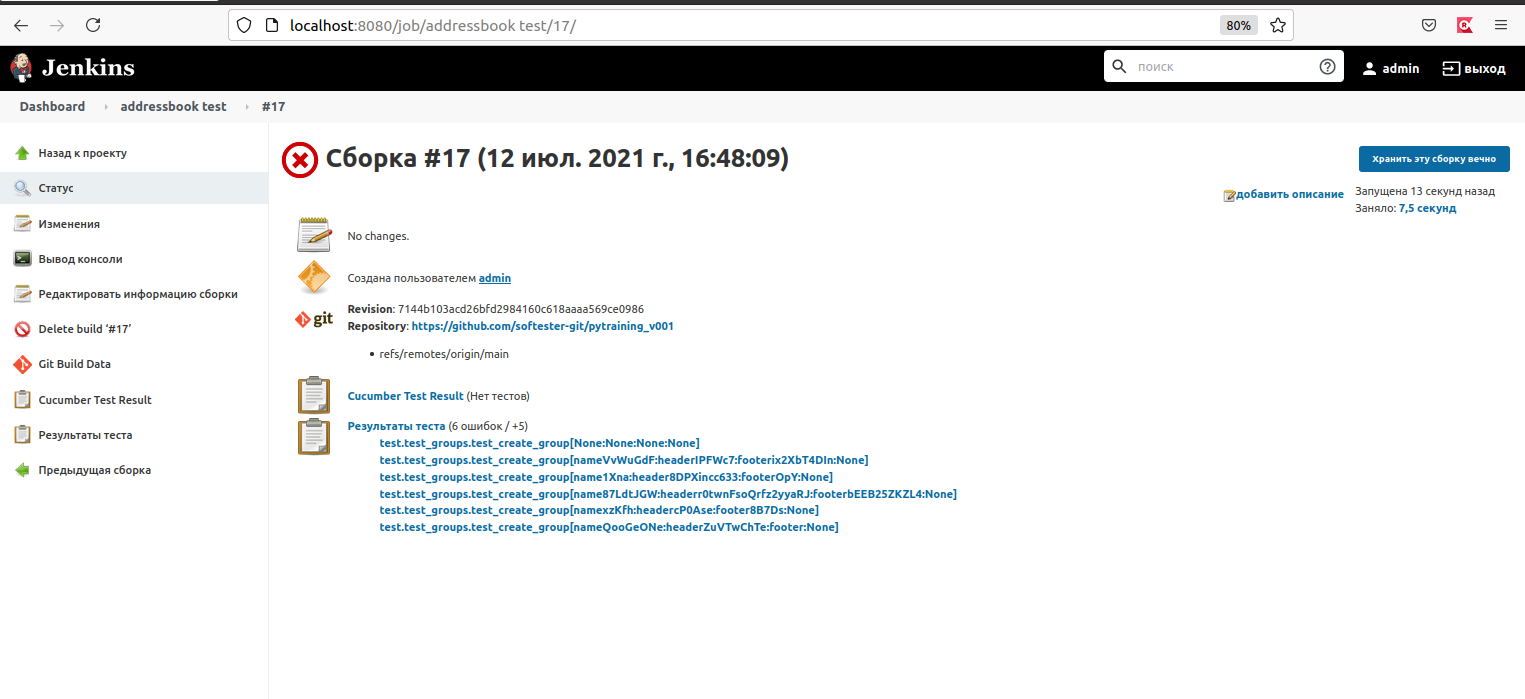 localhost:8080/job/addressbook test/17/
80%
Jenkins
поиск
admin
выход
Dashboard
addressbook test
#17
Назад к проекту
Статус
Изменения
Вывод консоли
Редактировать информацию сборки
Delete build ‘#17’
Git Build Data
Cucumber Test Result
Результаты теста
Предыдущая сборка
Сборка #17 (12 июл. 2021 г., 16:48:09)
Хранить эту сборку вечно
добавить описание
Запущена 13 секунд назад
Заняло: 7,5 секунд
No changes.
Создана пользователем admin
git
Revision: 7144b103acd26bfd2984160c618aaaa569ce0986
Repository: https://github.com/softester-git/pytraining_v001
refs/remotes/origin/main
Cucumber Test Result (Нет тестов)
Результаты теста (6 ошибок / +5)
test.test_groups.test_create_group[None:None:None:None]
test.test_groups.test_create_group[nameVvWuGdF:headerIPFWc7:footerix2XbT4DIn:None]
test.test_groups.test_create_group[name1Xna:header8DPXincc633:footerOpY:None]
test.test_groups.test_create_group[name87LdtJGW:headerr0twnFsoQrfz2yyaRJ:footerbEEB25ZKZL4:None]
test.test_groups.test_create_group[namexzKfh:headercP0Ase:footer8B7Ds:None]
test.test_groups.test_create_group[nameQooGeONe:headerZuVTwChTe:footer:None]